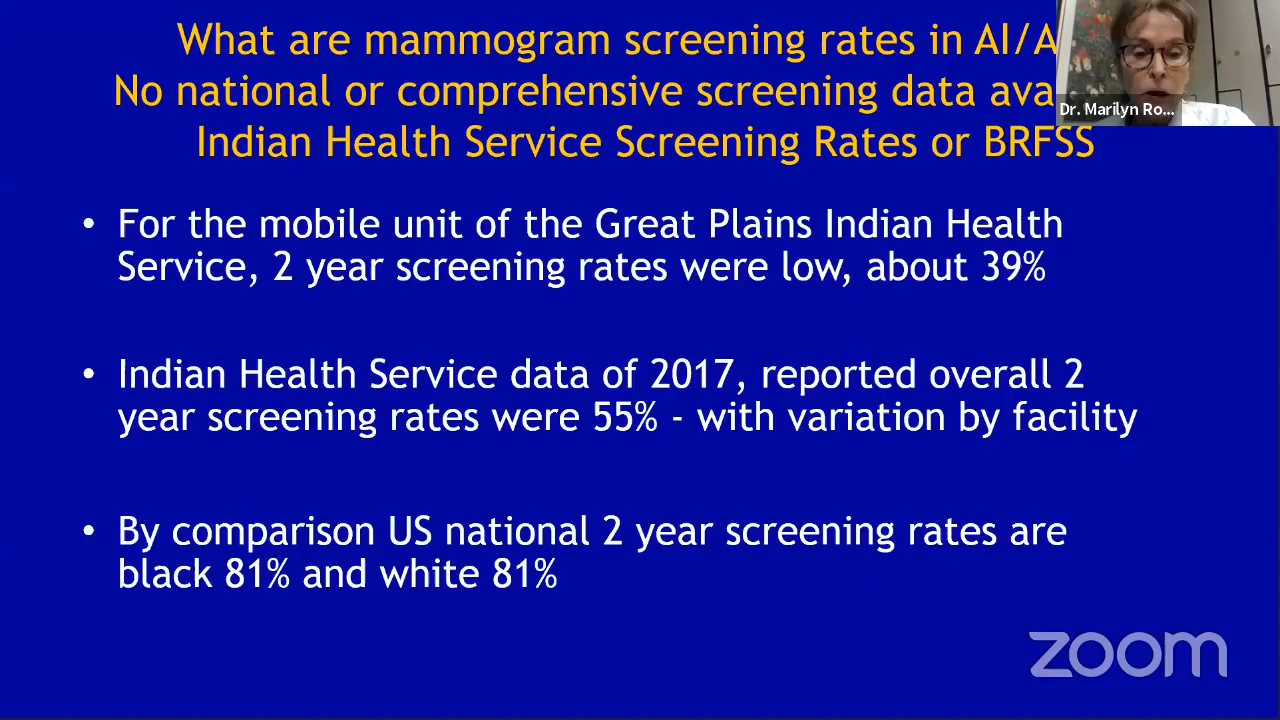 What are mammogram screening rates in AI/A
No national or comprehensive screening data ava
Indian Health Service Screening Rates or BRFSS
Dr. Marilyn Ro...
• For the mobile unit of the Great Plains Indian Health
Service, 2 year screening rates were low, about 39%
• Indian Health Service data of 2017, reported overall 2
year screening rates were 55% - with variation by facility
• By comparison US national 2 year screening rates are
black 81% and white 81%
zoom